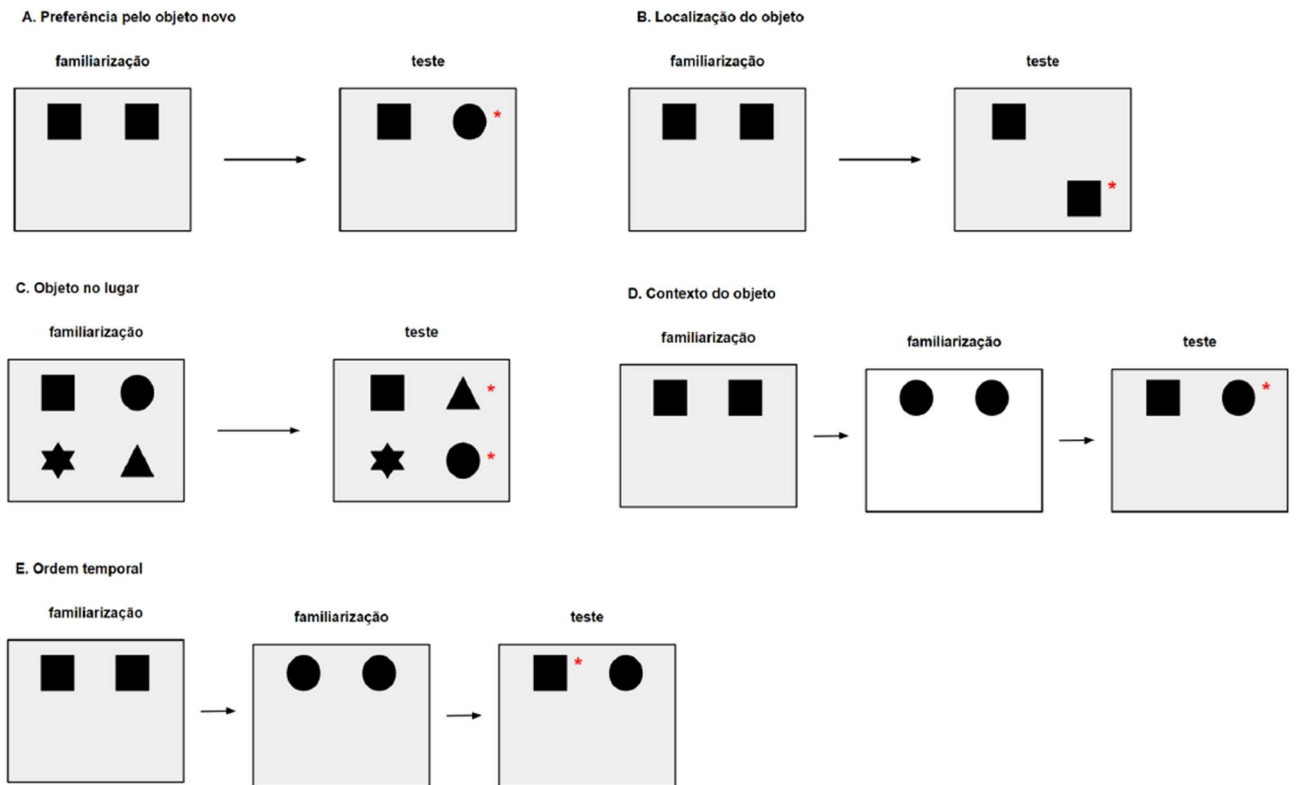 A. Preferência pelo objeto novo
familiarização
teste
*
B. Localização do objeto
familiarização
teste
*
C. Objeto no lugar
familiarização
teste
*
*
D. Contexto do objeto
familiarização
familiarização
teste
*
E. Ordem temporal
familiarização
familiarização
teste
*